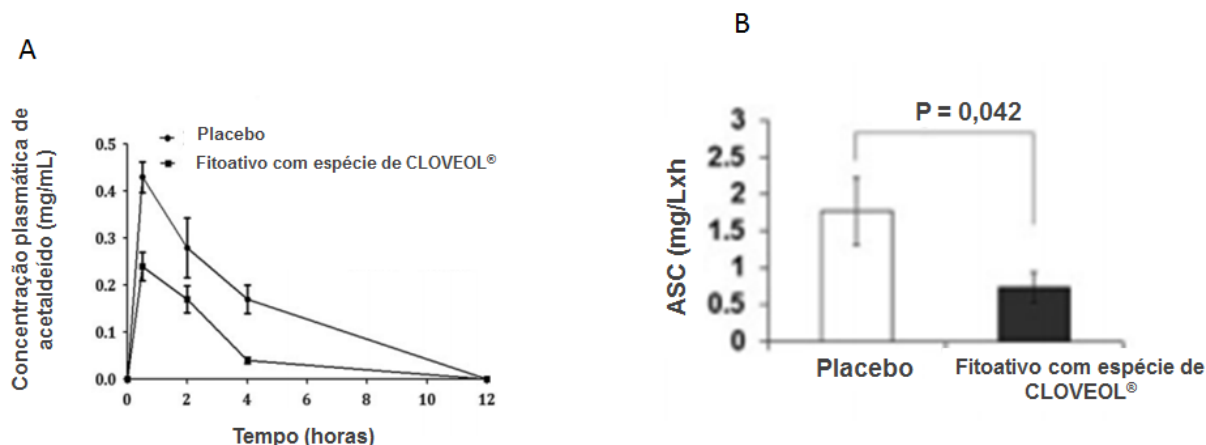 A
Concentração plasmática de
acetaldeído (mg/mL)
Placebo
Fitoativo com espécie de CLOVEOL®
0.5
0.4
0.3
0.2
0.1
0.0
0
2
4
6
8
10
12
Tempo (horas)
B
P = 0,042
ASC (mg/Lxh)
3
2.5
2
1.5
1
0.5
0
Placebo
Fitoativo com espécie de
CLOVEOL®